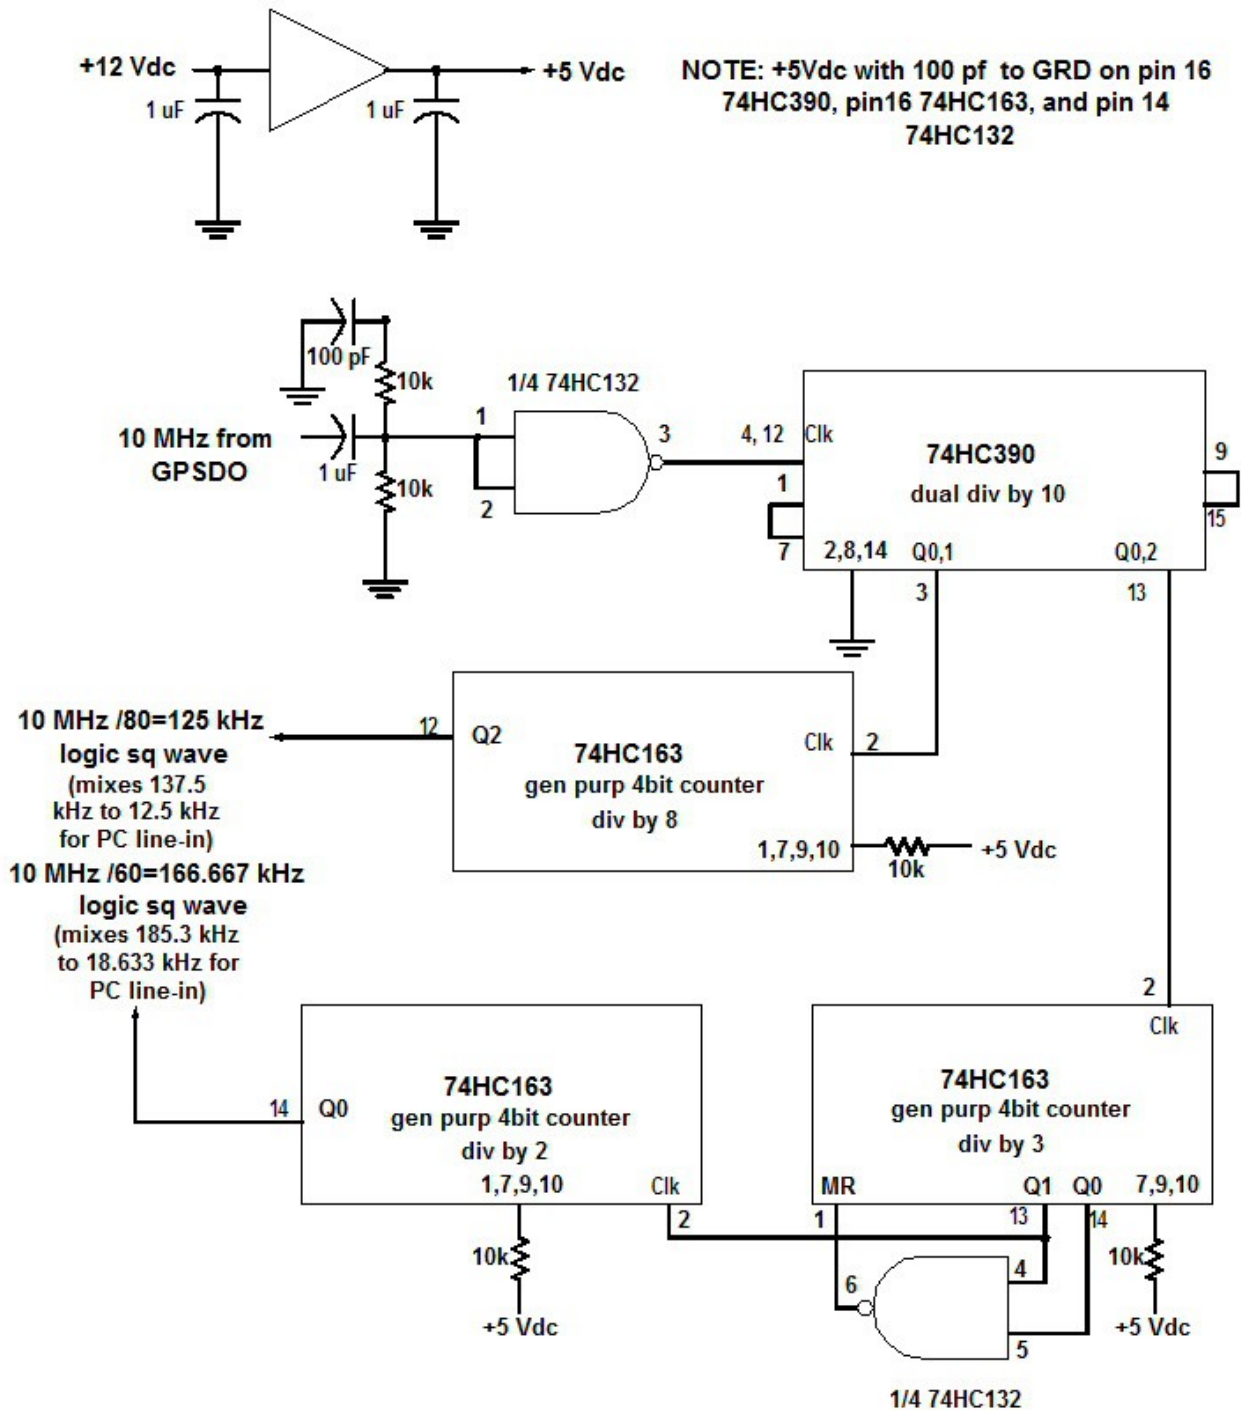 +12 Vdc
1 uF
1 uF
+5 Vdc
NOTE: +5Vdc with 100 pf to GRD on pin 16
74HC390, pin16 74HC163, and pin 14
74HC132
100 pF
10k
10 MHz from
GPSDO
1 uF
10k
1/4 74HC132
1
2
3
4, 12
Clk
1
7
74HC390
dual div by 10
9
15
2,8,14
Q0,1
Q0,2
3
13
10 MHz /80=125 kHz
logic sq wave
(mixes 137.5
kHz to 12.5 kHz
for PC line-in)
12
Q2
74HC163
gen purp 4bit counter
div by 8
Clk
2
1,7,9,10
10k
+5 Vdc
10 MHz /60=166.667 kHz
logic sq wave
(mixes 185.3 kHz
to 18.633 kHz for
PC line-in)
14
Q0
74HC163
gen purp 4bit counter
div by 2
1,7,9,10
Clk
2
10k
+5 Vdc
2
Clk
74HC163
gen purp 4bit counter
div by 3
MR
Q1
Q0
7,9,10
1
13
14
10k
+5 Vdc
6
4
5
1/4 74HC132